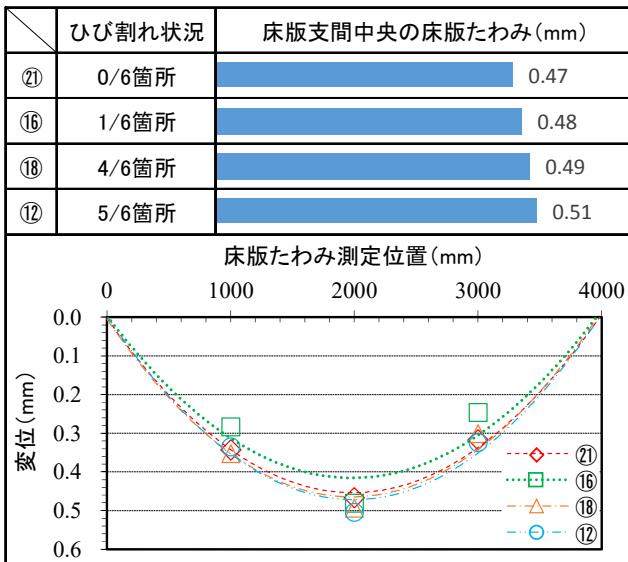 ひび割れ状況 床版支間中央の床版たわみ(mm)
㉑ 0/6箇所 0.47
⑯ 1/6箇所 0.48
⑱ 4/6箇所 0.49
⑫ 5/6箇所 0.51
床版たわみ測定位置(mm)
0 1000 2000 3000 4000
0.0
0.1
0.2
0.3
0.4
0.5
0.6
変位(mm)
㉑
⑯
⑱
⑫